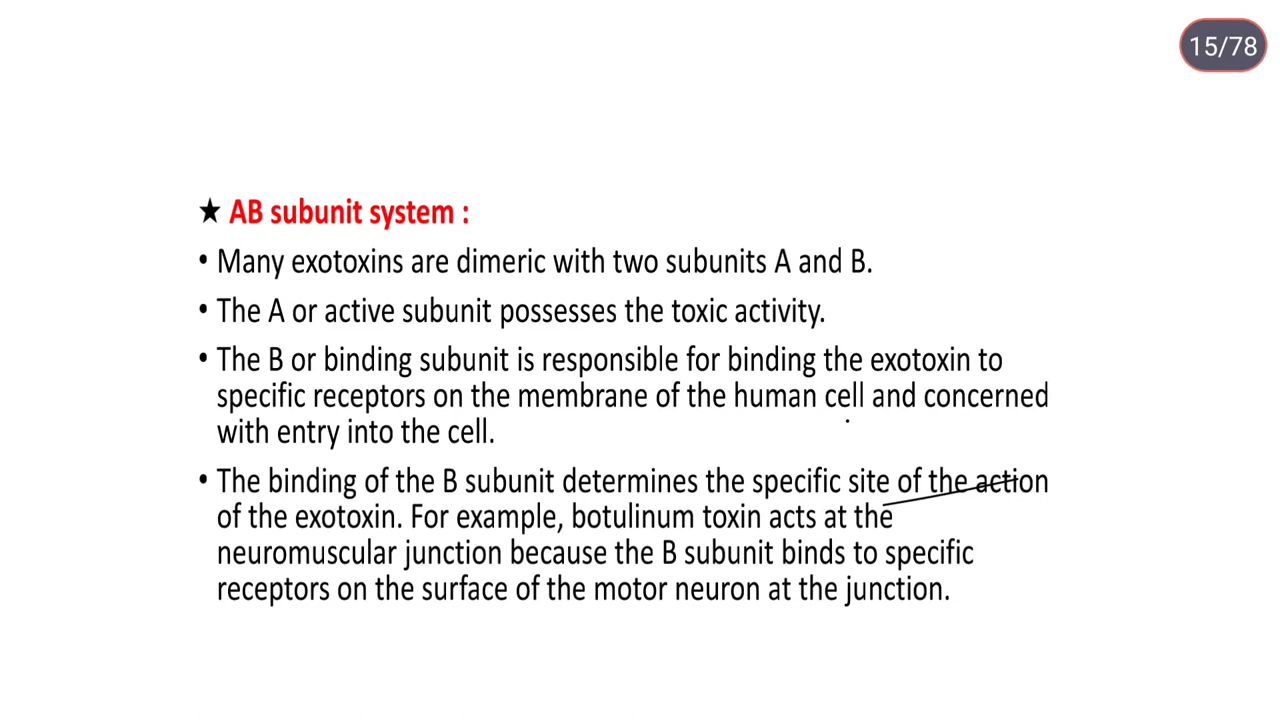 15/78
★ AB subunit system :
• Many exotoxins are dimeric with two subunits A and B.
• The A or active subunit possesses the toxic activity.
• The B or binding subunit is responsible for binding the exotoxin to
specific receptors on the membrane of the human cell and concerned
with entry into the cell.
• The binding of the B subunit determines the specific site of the action
of the exotoxin. For example, botulinum toxin acts at the
neuromuscular junction because the B subunit binds to specific
receptors on the surface of the motor neuron at the junction.